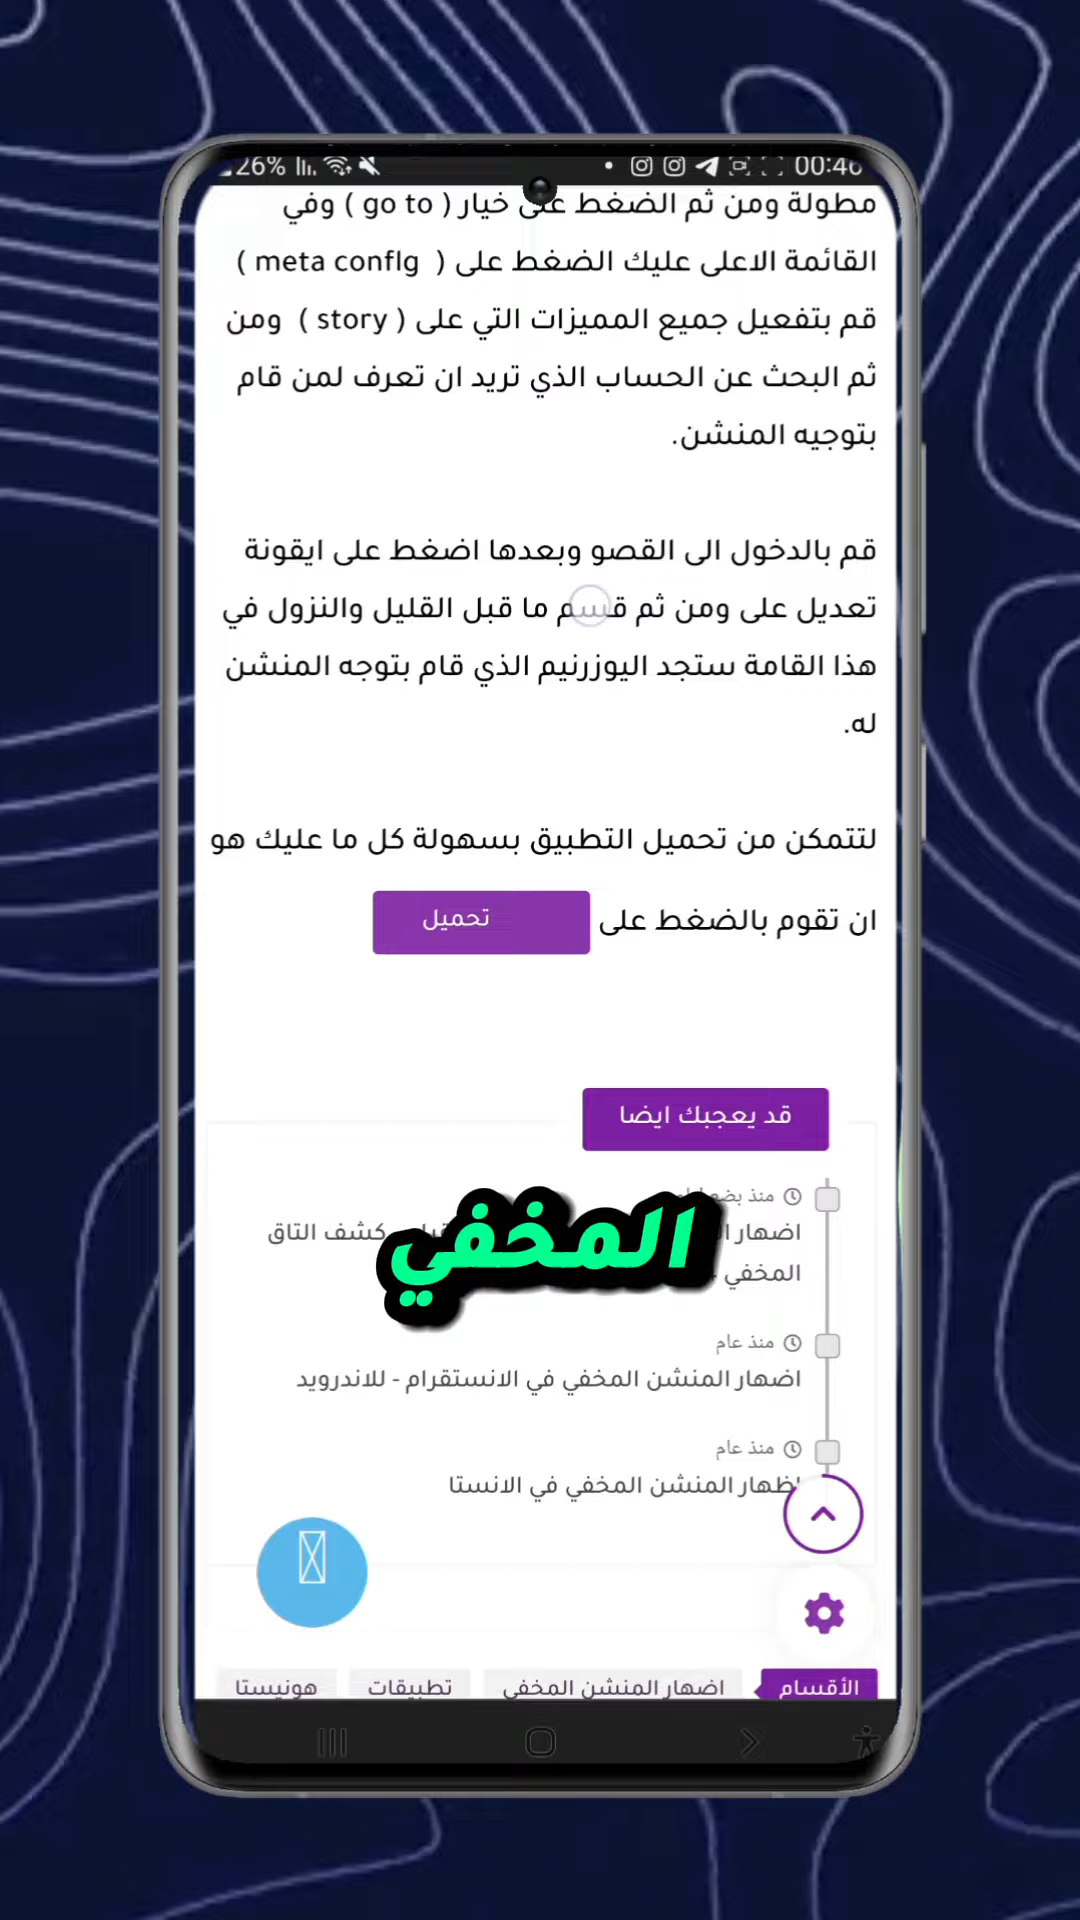 26%
00:46
مطولة ومن ثم الضغط على خيار ( go to ) وفي
القائمة الاعلى عليك الضغط على ( meta conflg )
قم بتفعيل جميع المميزات التي على ( story ) ومن
ثم البحث عن الحساب الذي تريد ان تعرف لمن قام
بتوجيه المنشن.
قم بالدخول الى القصو وبعدها اضغط على ايقونة
تعديل على ومن ثم قسم ما قبل القليل والنزول في
هذا القامة ستجد اليوزرنيم الذي قام بتوجه المنشن
له.
لتتمكن من تحميل التطبيق بسهولة كل ما عليك هو
ان تقوم بالضغط على تحميل
قد يعجبك ايضا
منذ
اضهار كشف التاق
المخفي
المخفي
منذ عام
اضهار المنشن المخفي في الانستقرام - للاندرويد
منذ عام
اظهار المنشن المخفي في الانستا
الأقسام اضهار المنشن المخفي تطبيقات هونيستا